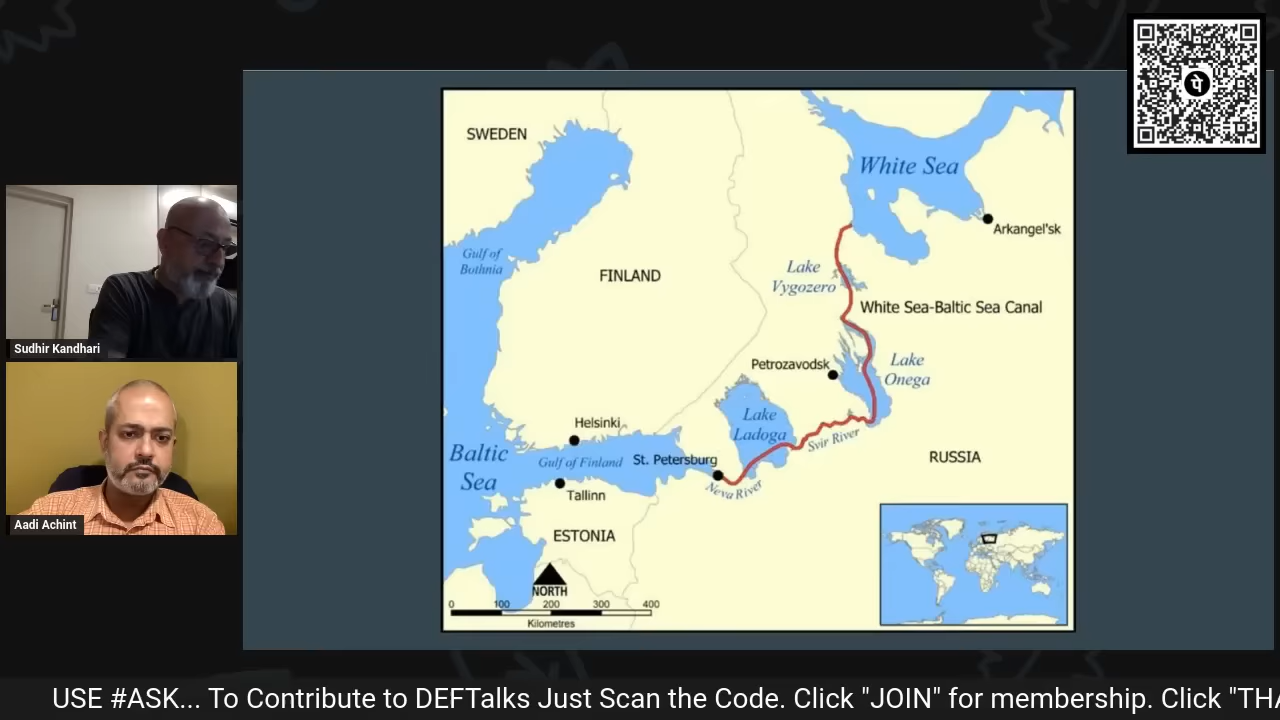 पे
SWEDEN
White Sea
Arkangel'sk
Gulf of
Bothnia
FINLAND
Lake
Vygozero
White Sea-Baltic Sea Canal
Sudhir Kandhari
Petrozavodsk
Lake
Onega
Lake
Ladoga
Helsinki
Svir River
Baltic
Sea
Gulf of Finland
St. Petersburg
RUSSIA
Neva River
Tallinn
Aadi Achint
ESTONIA
NORTH
0 100 200 300 400
Kilometres
USE #ASK... To Contribute to DEFTalks Just Scan the Code. Click "JOIN" for membership. Click "THA